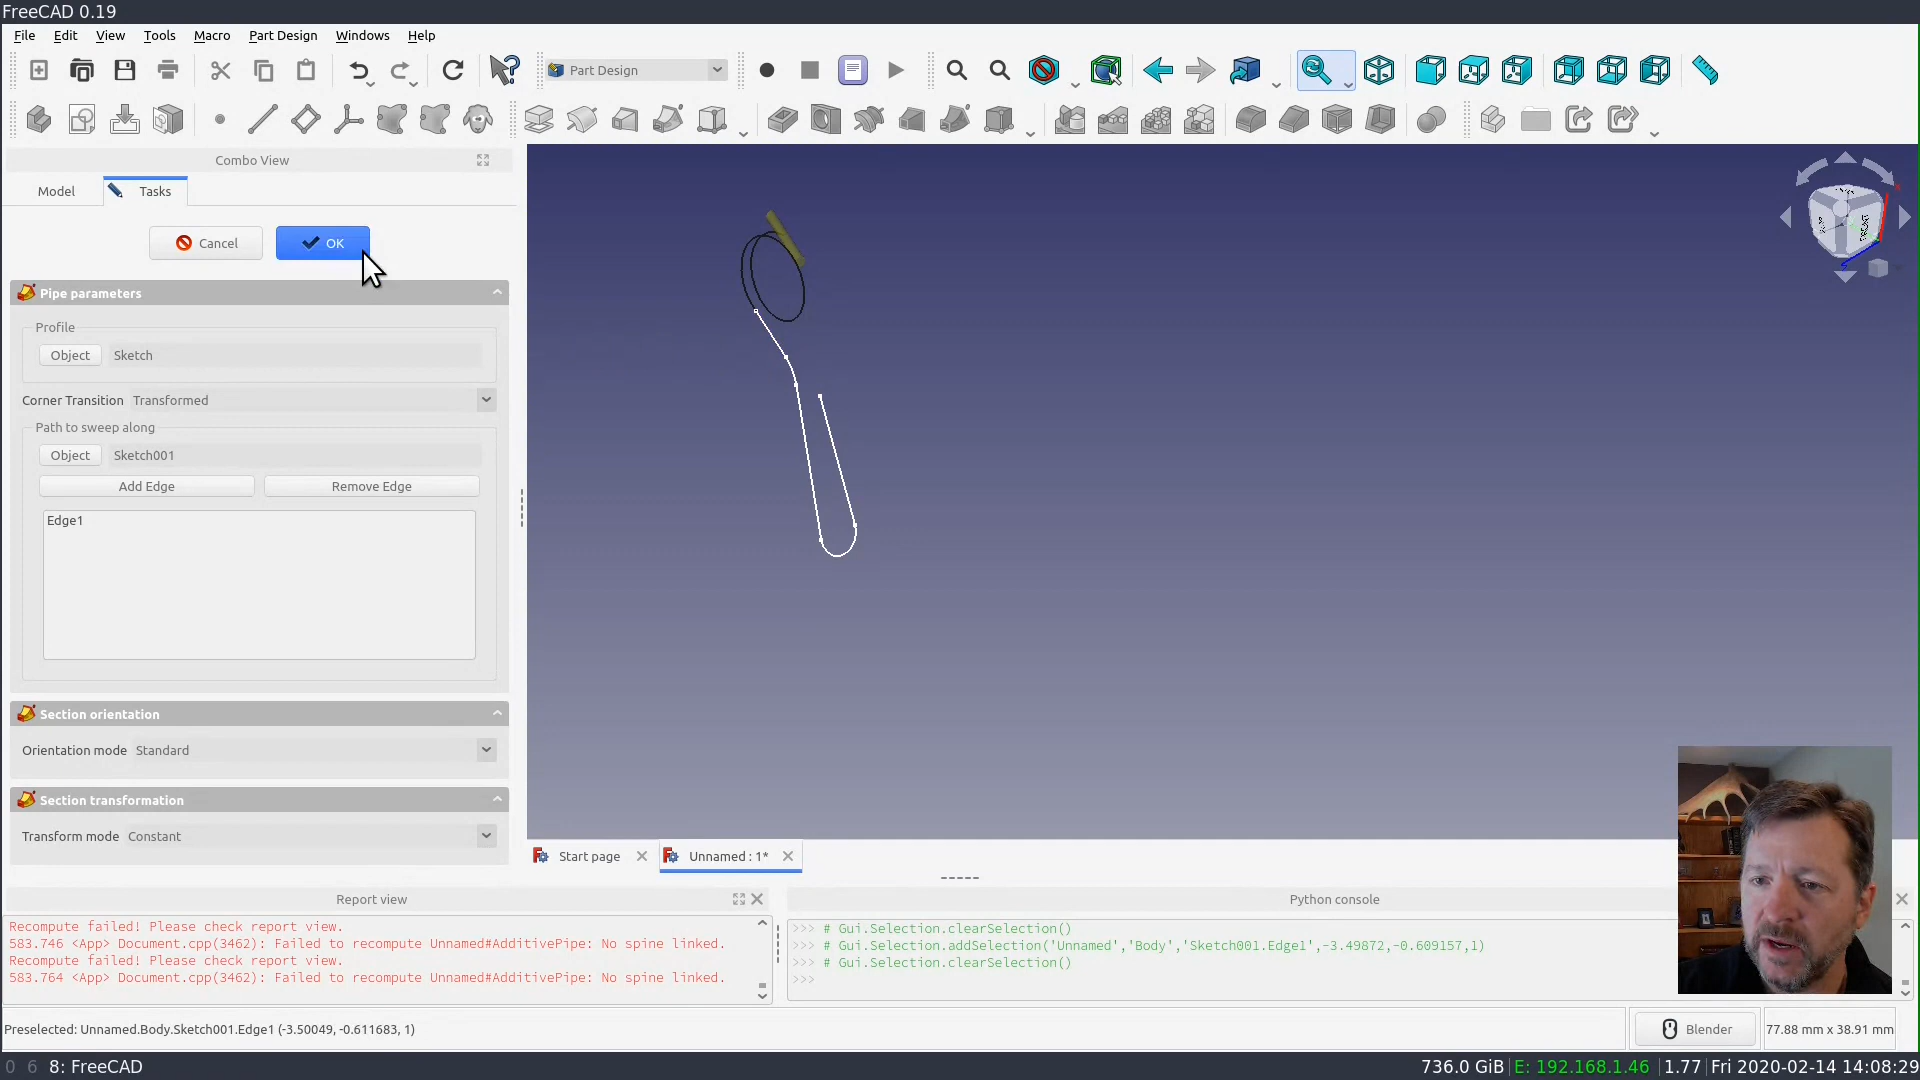 FreeCAD 0.19
File Edit View Tools Macro Part Design Windows Help
Part Design
Combo View
Model Tasks
Cancel OK
Pipe parameters
Profile
Object Sketch
Corner Transition Transformed
Path to sweep along
Object Sketch001
Add Edge Remove Edge
Edge1
Section orientation
Orientation mode Standard
Section transformation
Transform mode Constant
Start page Unnamed : 1*
Report view
Recompute failed! Please check report view.
583.746 <App> Document.cpp(3462): Failed to recompute Unnamed#AdditivePipe: No spine linked.
Recompute failed! Please check report view.
583.764 <App> Document.cpp(3462): Failed to recompute Unnamed#AdditivePipe: No spine linked.
Python console
>>> # Gui.Selection.clearSelection()
>>> # Gui.Selection.addSelection('Unnamed','Body','Sketch001.Edge1',-3.49872,-0.609157,1)
>>> # Gui.Selection.clearSelection()
>>>
Preselected: Unnamed.Body.Sketch001.Edge1 (-3.50049, -0.611683, 1)
Blender 77.88 mm x 38.91 mm
0 6 8: FreeCAD
736.0 GiB E: 192.168.1.46 1.77 Fri 2020-02-14 14:08:29